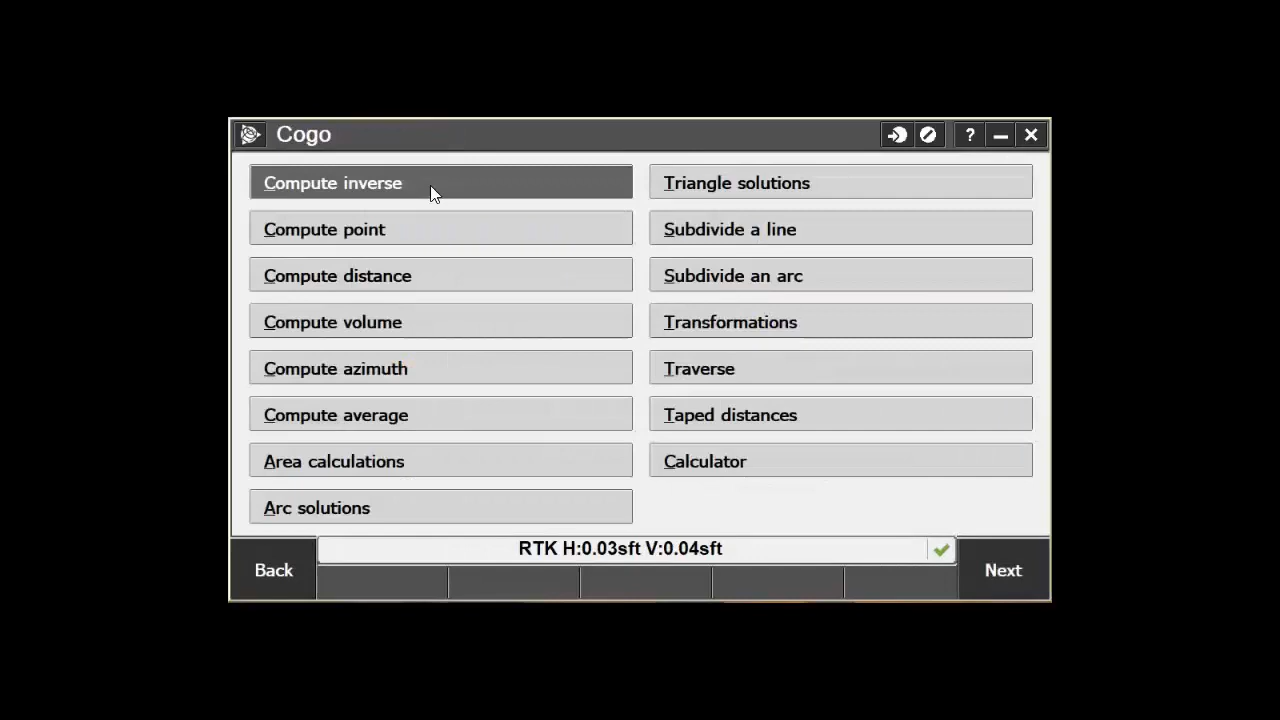 Cogo
?
Compute inverse
Compute point
Compute distance
Compute volume
Compute azimuth
Compute average
Area calculations
Arc solutions
Triangle solutions
Subdivide a line
Subdivide an arc
Transformations
Traverse
Taped distances
Calculator
Back
RTK H:0.03sft V:0.04sft
Next